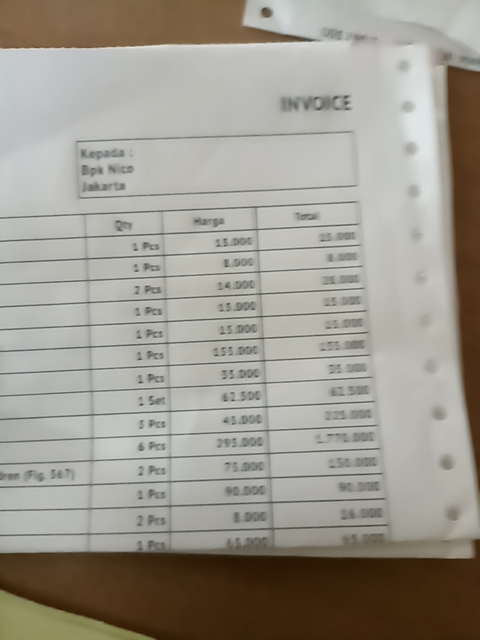 INVOICE
Kepada :
Bpk Nico
Jakarta
Qty Harga Total
1 Pcs 15.000 15.000
1 Pcs 8.000 8.000
2 Pcs 14.000 28.000
1 Pcs 15.000 15.000
1 Pcs 15.000 15.000
1 Pcs 155.000 155.000
1 Pcs 35.000 35.000
1 Set 62.500 62.500
5 Pcs 45.000 225.000
6 Pcs 295.000 1.770.000
dren (Fig. 567) 2 Pcs 75.000 150.000
1 Pcs 90.000 90.000
2 Pcs 8.000 16.000
1 Pcs 65.000 65.000